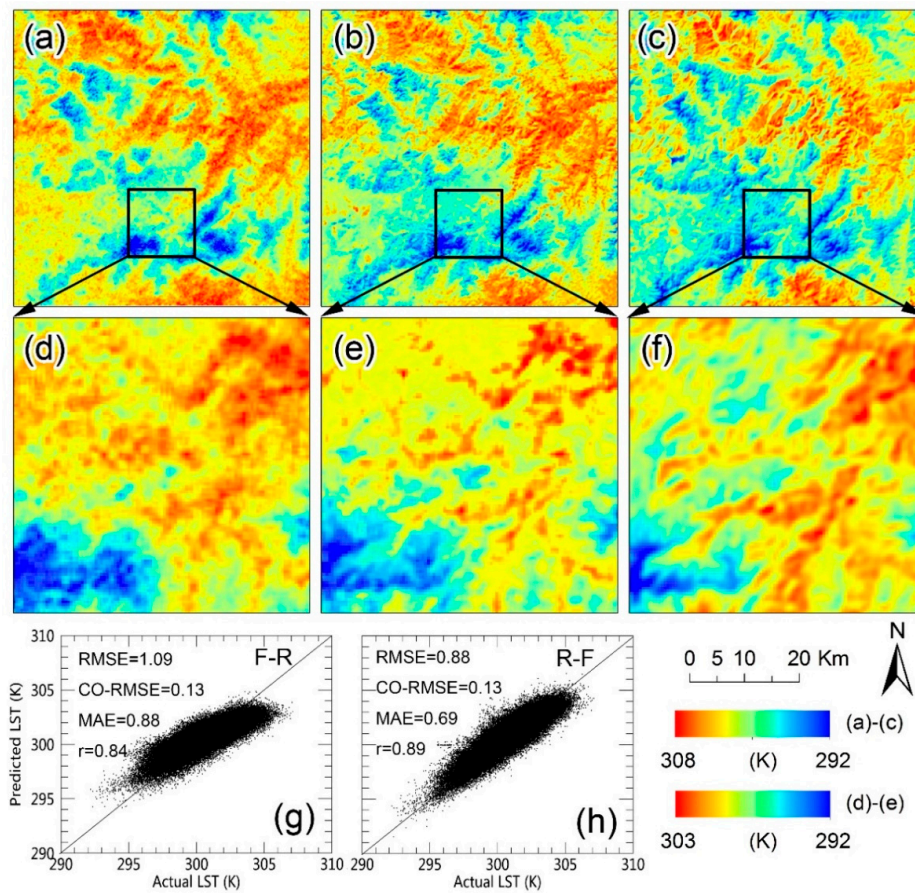 (a)
(b)
(c)
(d)
(e)
(f)
310
305
300
295
290
Predicted LST (K)
RMSE=1.09
F-R
CO-RMSE=0.13
MAE=0.88
r=0.84
(g)
290 295 300 305 310
Actual LST (K)
RMSE=0.88
R-F
CO-RMSE=0.13
MAE=0.69
r=0.89
(h)
290 295 300 305 310
Actual LST (K)
N
0 5 10 20 Km
(a)-(c)
308 (K) 292
(d)-(e)
303 (K) 292